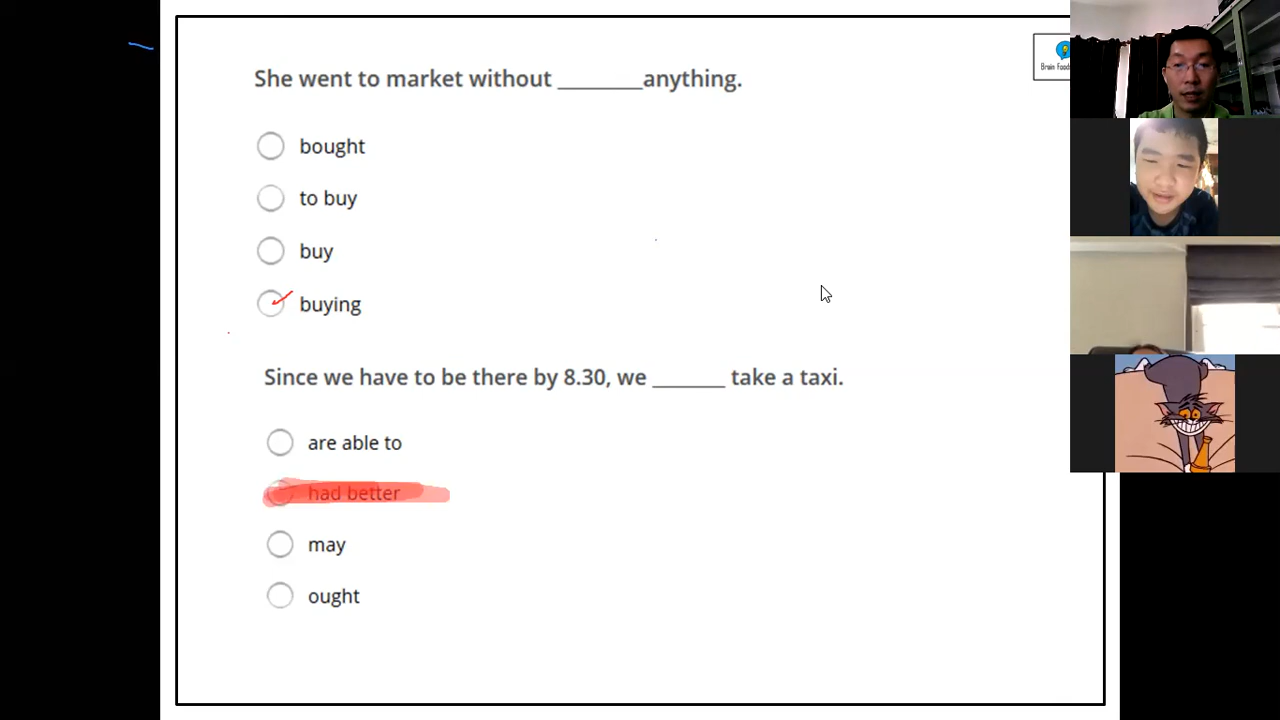 She went to market without ________anything.
bought
to buy
buy
buying
Since we have to be there by 8.30, we _______ take a taxi.
are able to
had better
may
ought